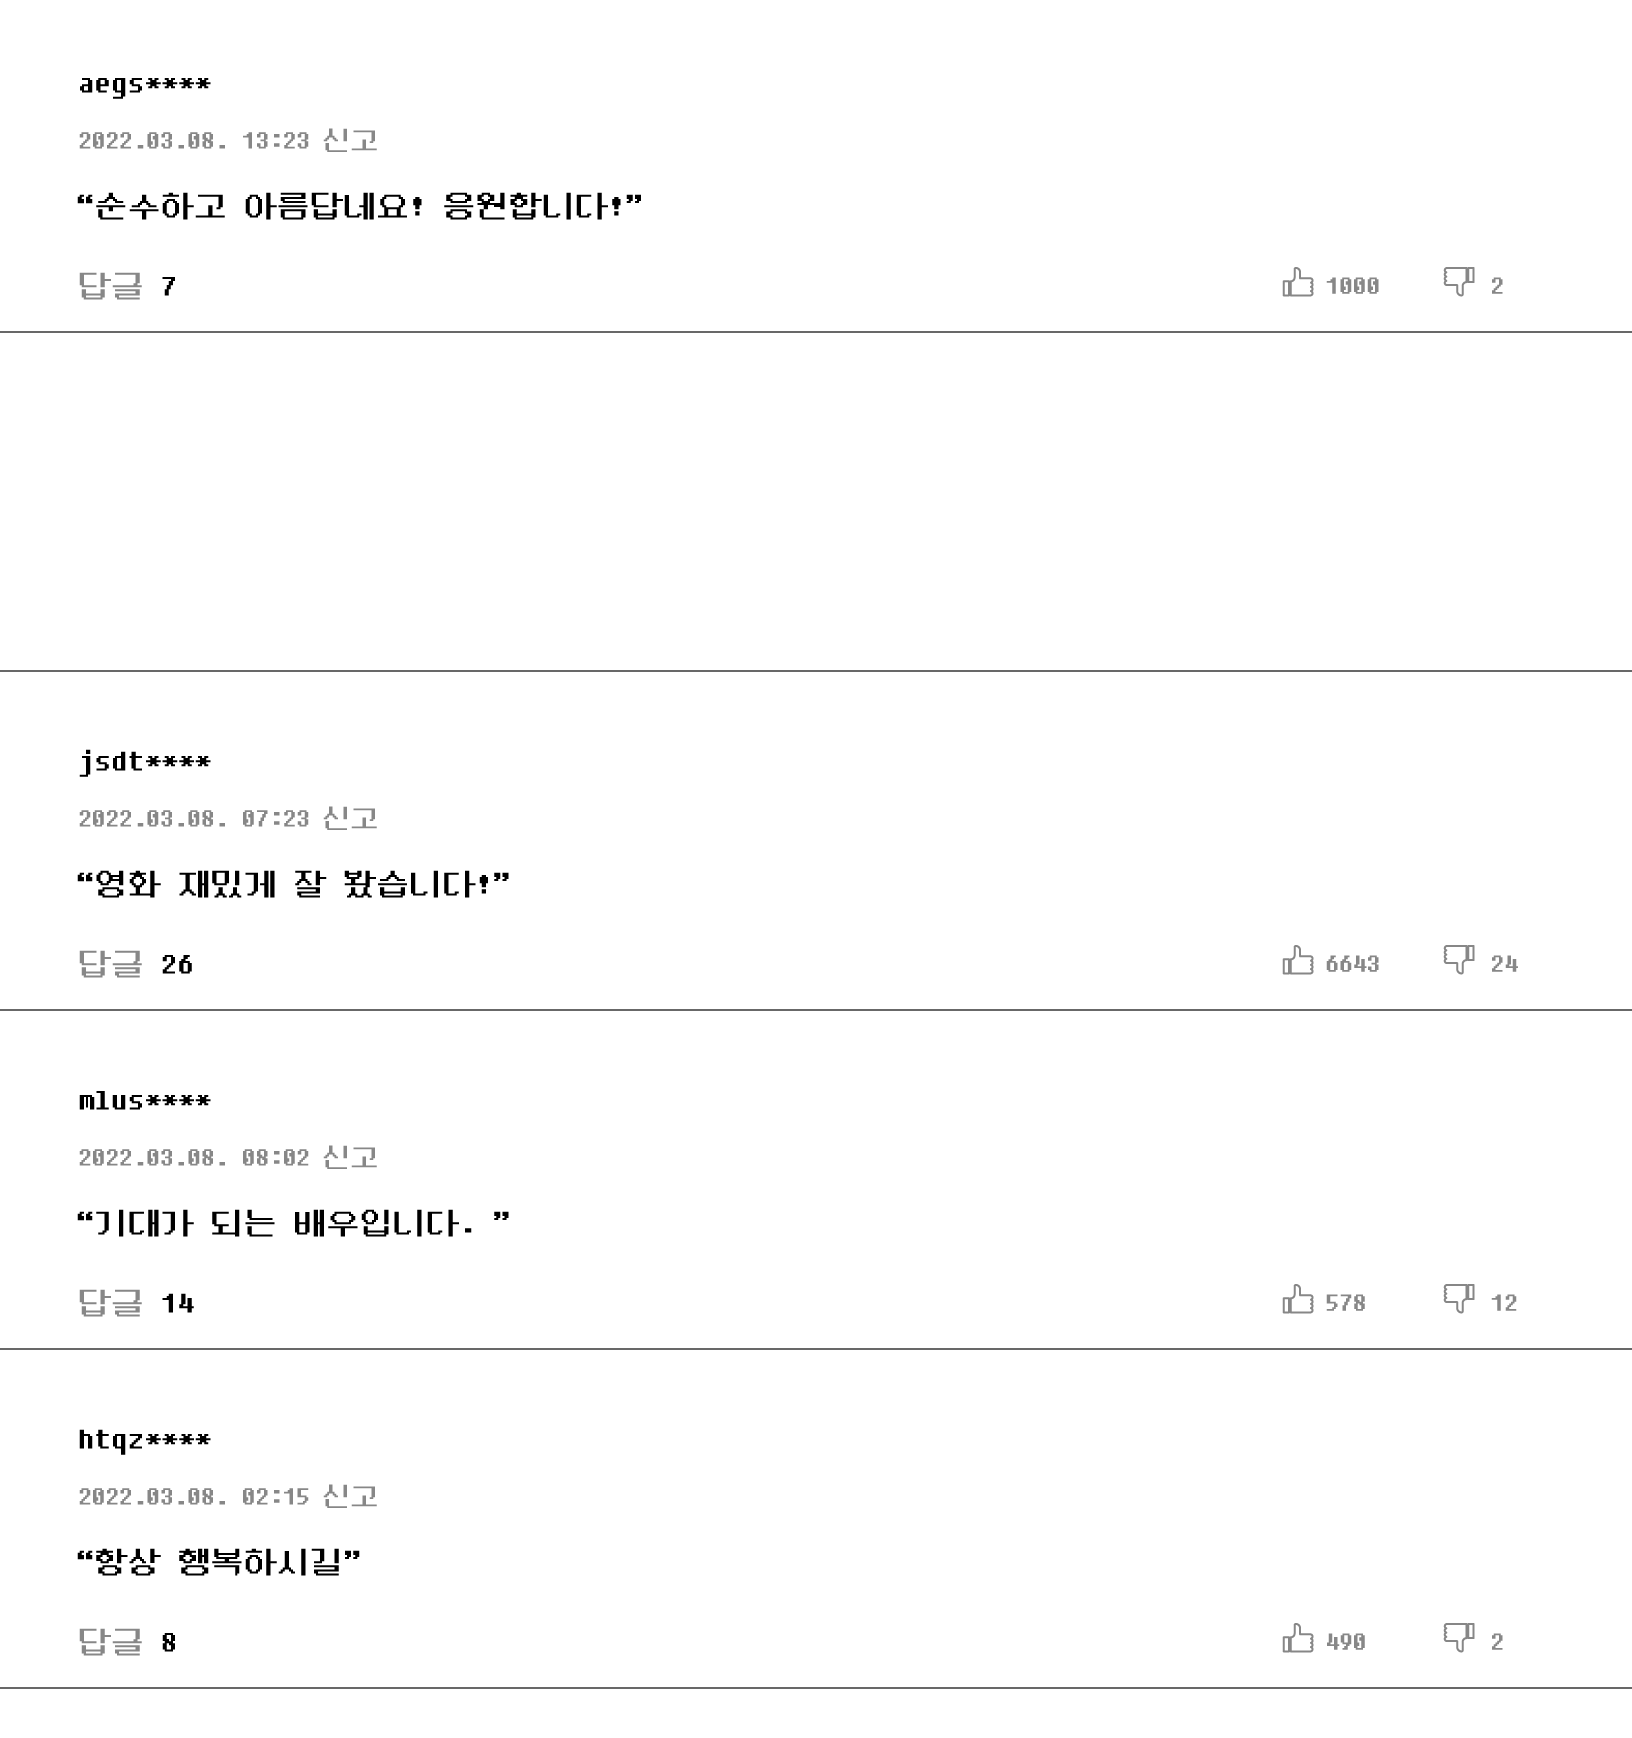 aegs****
2022.03.08. 13:23 신고
“순수하고 아름답네요! 응원합니다!”
답글 7 1000 2
jsdt****
2022.03.08. 07:23 신고
“영화 재밌게 잘 봤습니다!”
답글 26 6643 24
mlus****
2022.03.08. 08:02 신고
“기대가 되는 배우입니다. ”
답글 14 578 12
htqz****
2022.03.08. 02:15 신고
“항상 행복하시길”
답글 8 490 2